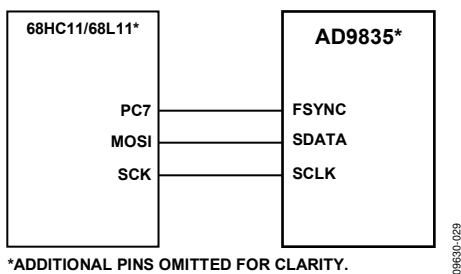 68HC11/68L11*
AD9835*
PC7
FSYNC
MOSI
SDATA
SCK
SCLK
*ADDITIONAL PINS OMITTED FOR CLARITY.
09630-029